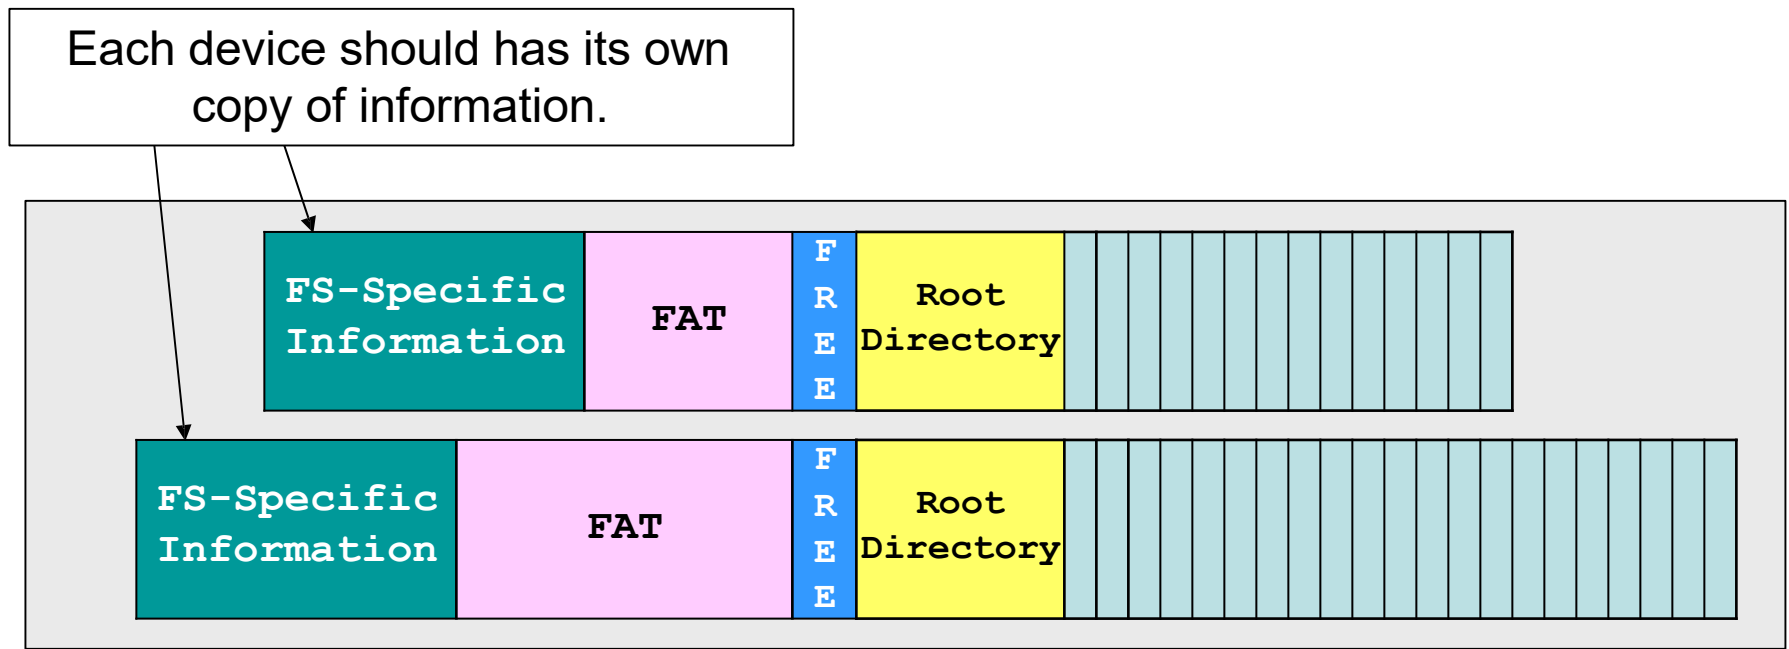 Each device should has its own
copy of information.
FS-Specific
Information
FAT
F
R
E
E
Root
Directory
FS-Specific
Information
FAT
F
R
E
E
Root
Directory